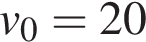 v₀ = 20